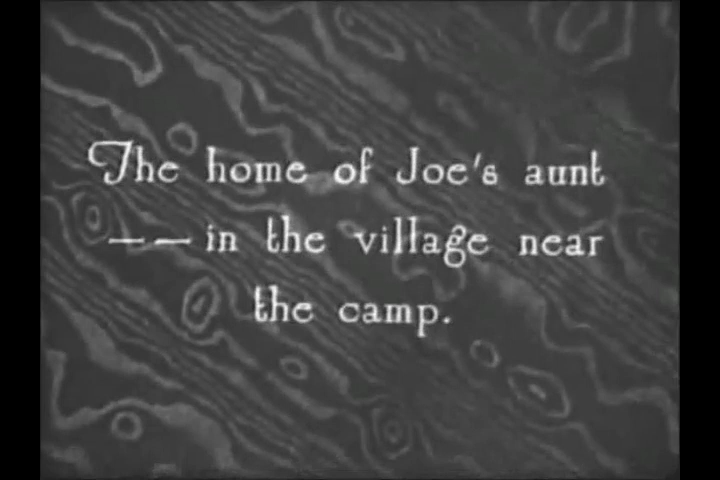 The home of Joe's aunt
-- in the village near
the camp.